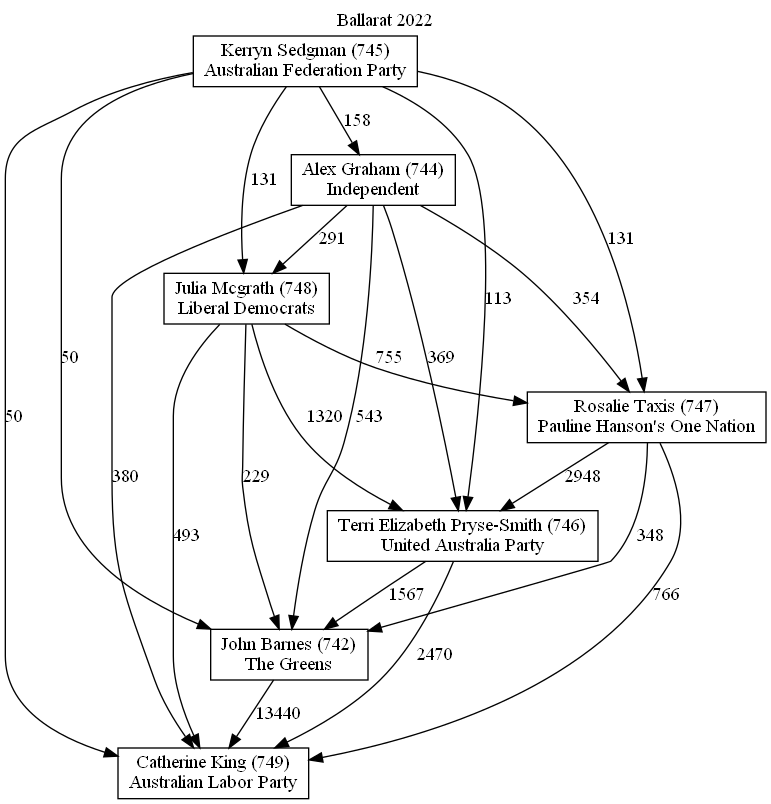 Ballarat 2022
Kerryn Sedgman (745)
Australian Federation Party
158
Alex Graham (744)
Independent
131
291
131
Julia Mcgrath (748)
Liberal Democrats
354
113
50
755
369
Rosalie Taxis (747)
Pauline Hanson's One Nation
50
1320
543
380
229
2948
493
Terri Elizabeth Pryse-Smith (746)
United Australia Party
348
1567
766
John Barnes (742)
The Greens
2470
13440
Catherine King (749)
Australian Labor Party